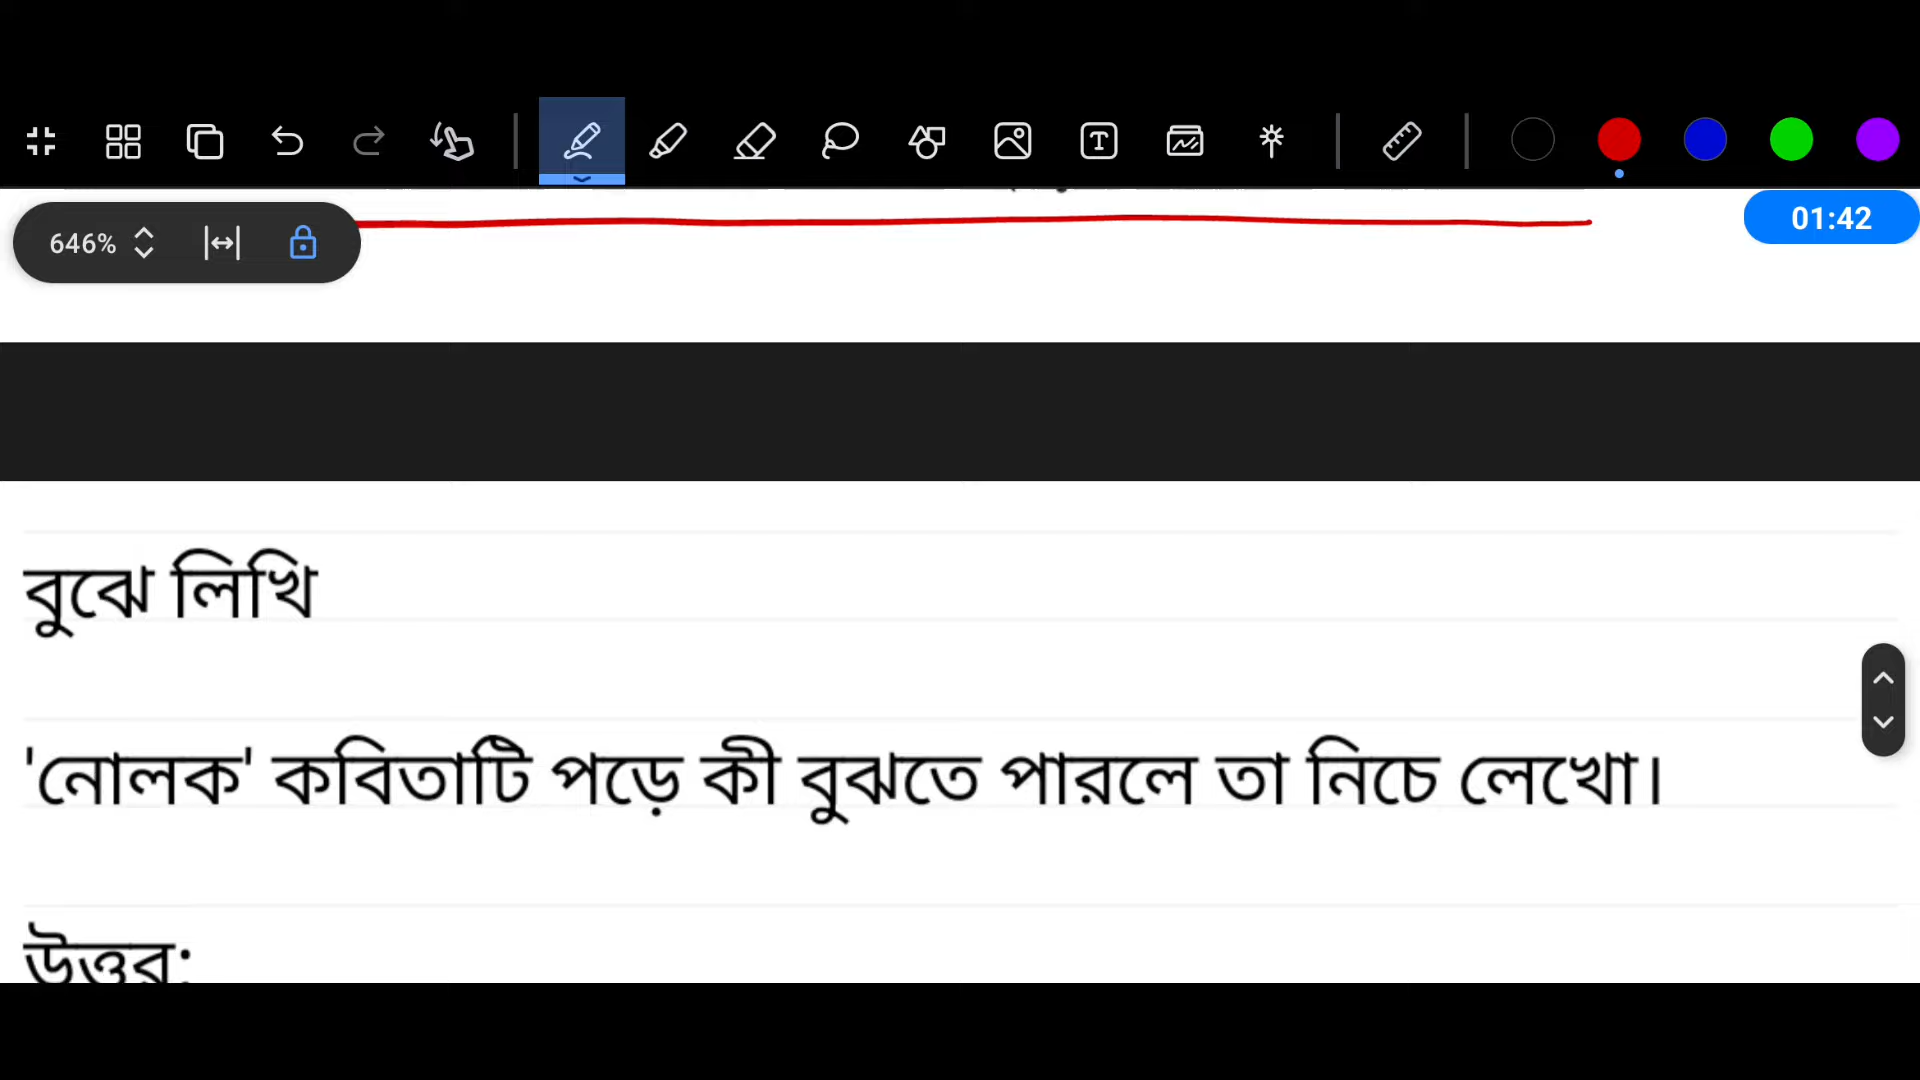 646%
01:42
বুঝে লিখি
'নোলক' কবিতাটি পড়ে কী বুঝতে পারলে তা নিচে লেখো।
উত্তর: